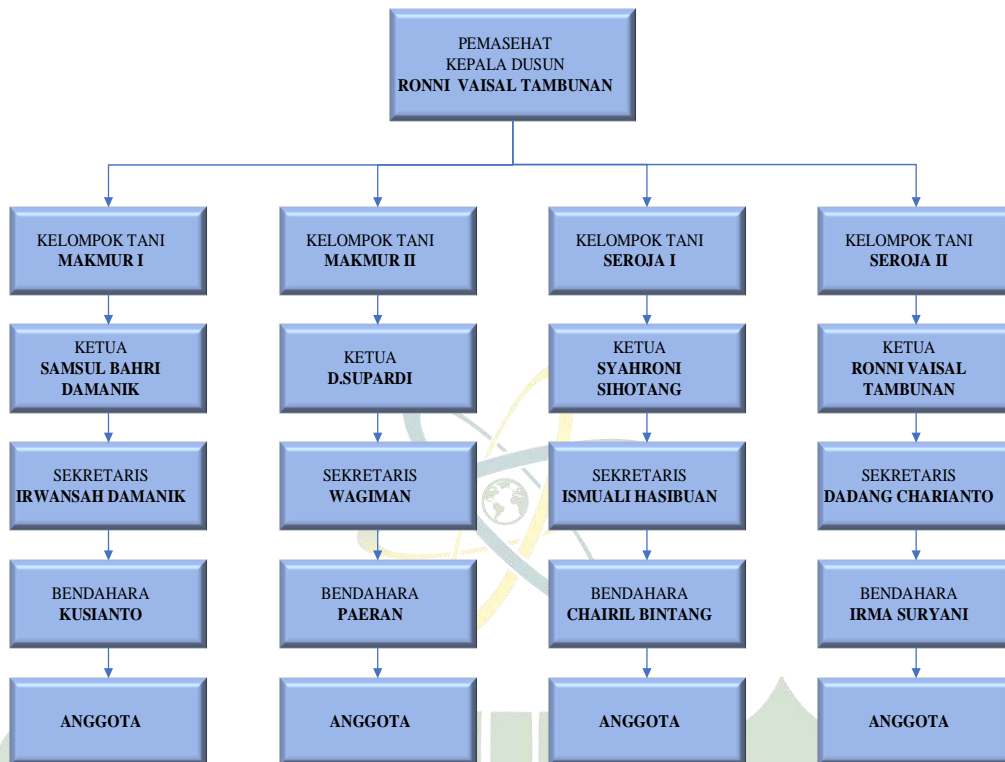 PEMASEHAT
KEPALA DUSUN
RONNI VAISAL TAMBUNAN
KELOMPOK TANI
MAKMUR I
KELOMPOK TANI
MAKMUR II
KELOMPOK TANI
SEROJA I
KELOMPOK TANI
SEROJA II
KETUA
SAMSUL BAHRI
DAMANIK
KETUA
D.SUPARDI
KETUA
SYAHRONI
SIHOTANG
KETUA
RONNI VAISAL
TAMBUNAN
SEKRETARIS
IRWANSAH DAMANIK
SEKRETARIS
WAGIMAN
SEKRETARIS
ISMUALI HASIBUAN
SEKRETARIS
DADANG CHARIANTO
BENDAHARA
KUSIANTO
BENDAHARA
PAERAN
BENDAHARA
CHAIRIL BINTANG
BENDAHARA
IRMA SURYANI
ANGGOTA
ANGGOTA
ANGGOTA
ANGGOTA